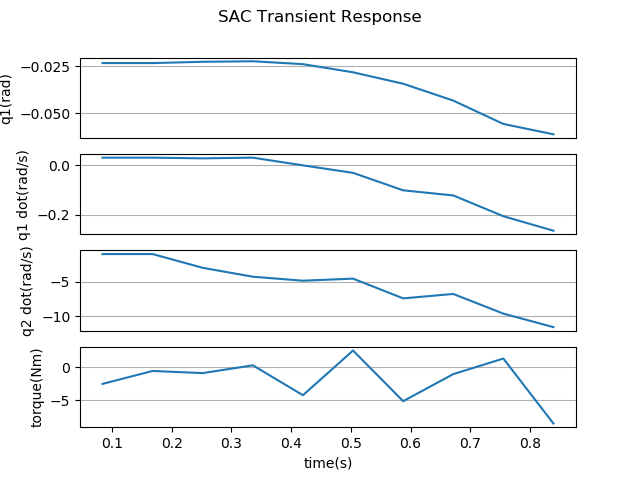 SAC Transient Response
q1(rad)
−0.025
−0.050
q1 dot(rad/s)
0.0
−0.2
q2 dot(rad/s)
−5
−10
torque(Nm)
0
−5
0.1 0.2 0.3 0.4 0.5 0.6 0.7 0.8
time(s)